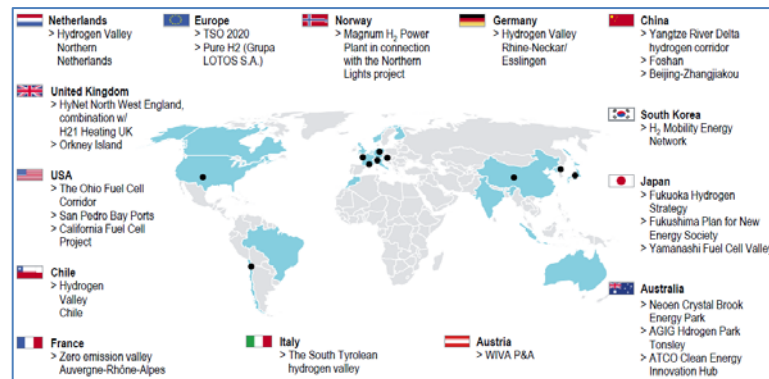 Netherlands
> Hydrogen Valley
Northern
Netherlands
Europe
> TSO 2020
> Pure H2 (Grupa
LOTOS S.A.)
Norway
> Magnum H₂ Power
Plant in connection
with the Northern
Lights project
Germany
> Hydrogen Valley
Rhine-Neckar/
Esslingen
China
> Yangtze River Delta
hydrogen corridor
> Foshan
> Beijing-Zhangjiakou
United Kingdom
> HyNet North West England,
combination w/
H21 Heating UK
> Orkney Island
South Korea
> H₂ Mobility Energy
Network
USA
> The Ohio Fuel Cell
Corridor
> San Pedro Bay Ports
> California Fuel Cell
Project
Japan
> Fukuoka Hydrogen
Strategy
> Fukushima Plan for New
Energy Society
> Yamanashi Fuel Cell Valley
Chile
> Hydrogen
Valley
Chile
Australia
> Neoen Crystal Brook
Energy Park
> AGIG Hdrogen Park
Tonsley
> ATCO Clean Energy
Innovation Hub
France
> Zero emission valley
Auvergne-Rhône-Alpes
Italy
> The South Tyrolean
hydrogen valley
Austria
> WIVA P&A